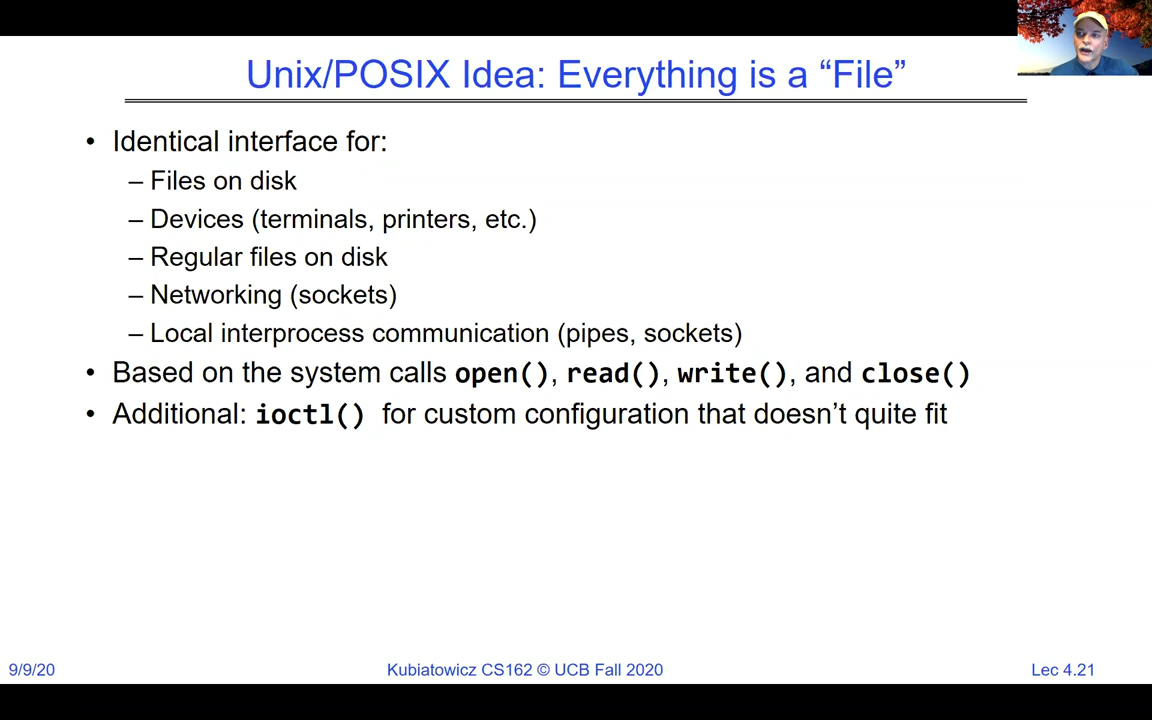 Unix/POSIX Idea: Everything is a “File”
• Identical interface for:
– Files on disk
– Devices (terminals, printers, etc.)
– Regular files on disk
– Networking (sockets)
– Local interprocess communication (pipes, sockets)
• Based on the system calls open(), read(), write(), and close()
• Additional: ioctl() for custom configuration that doesn’t quite fit
9/9/20
Kubiatowicz CS162 © UCB Fall 2020
Lec 4.21